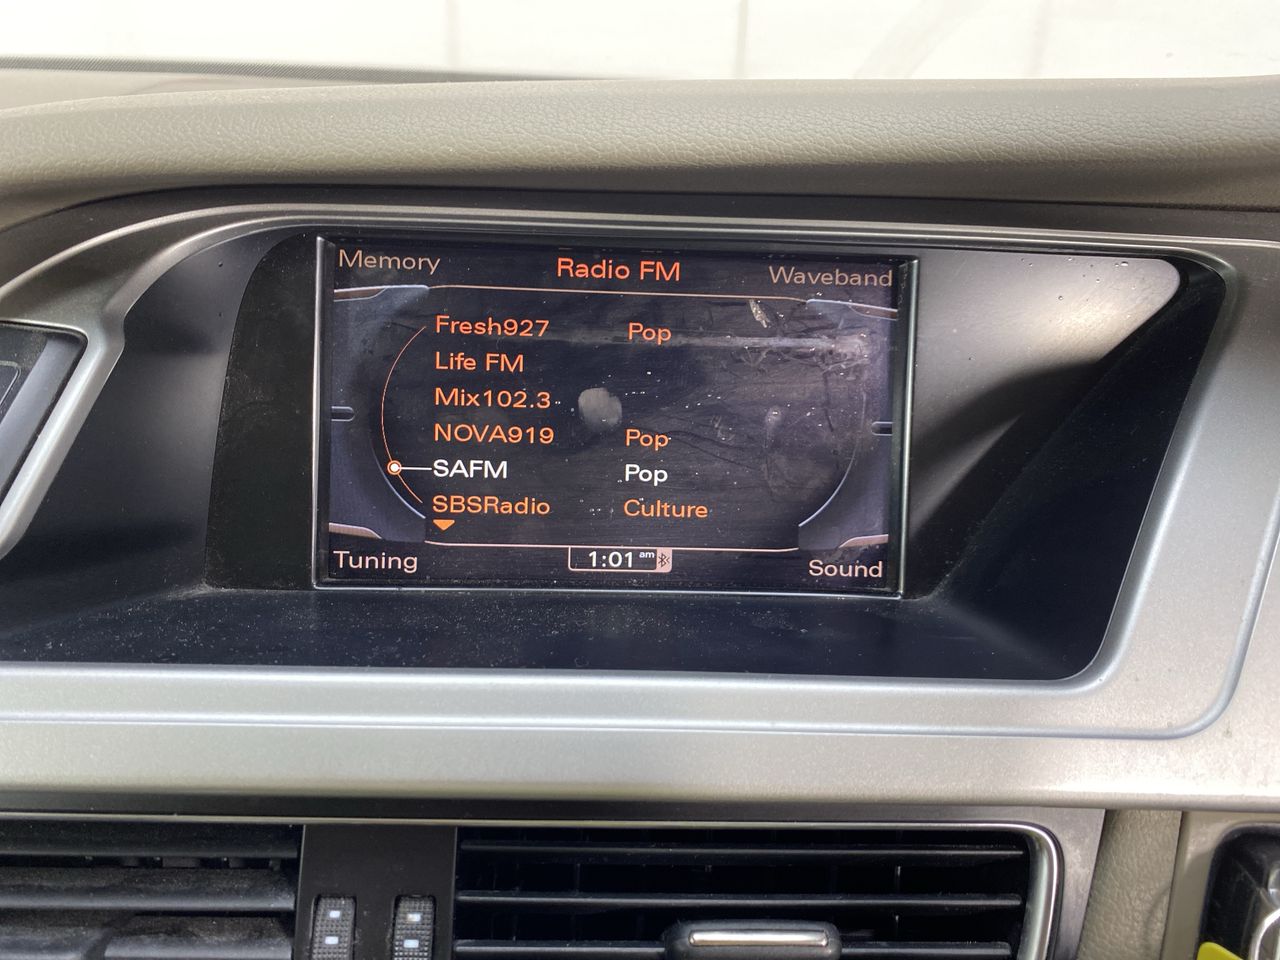 Memory Radio FM Waveband
Fresh927 Pop
Life FM
Mix102.3
NOVA919 Pop
SAFM Pop
SBSRadio Culture
Tuning 1:01 am Sound